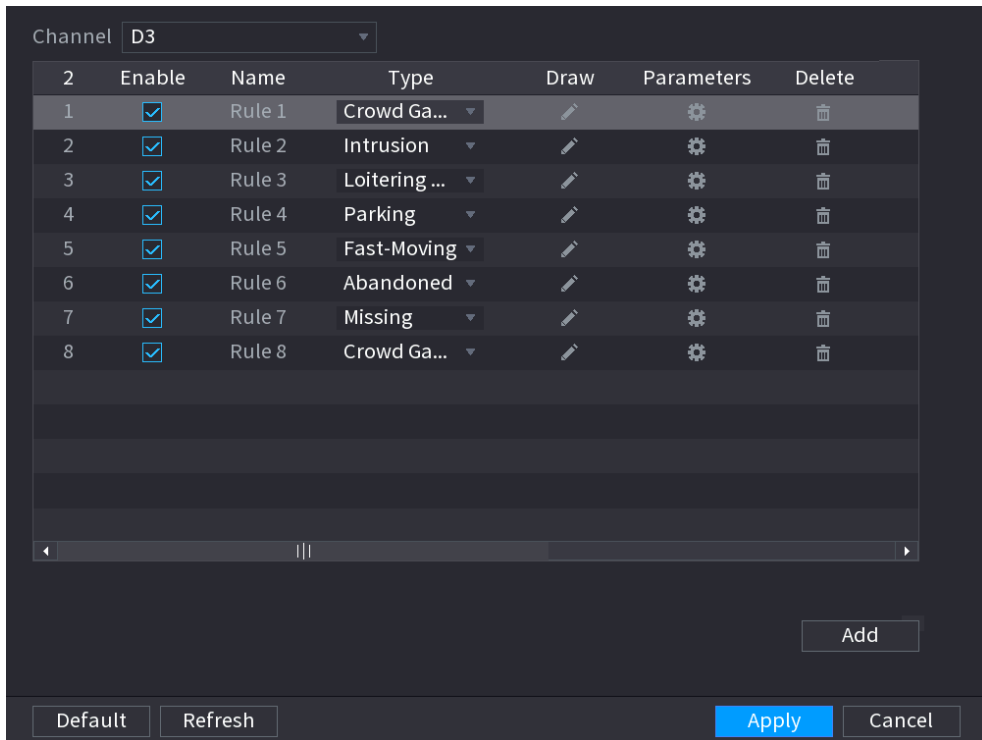 Channel D3
2 Enable Name Type Draw Parameters Delete
1 Rule 1 Crowd Ga...
2 Rule 2 Intrusion
3 Rule 3 Loitering ...
4 Rule 4 Parking
5 Rule 5 Fast-Moving
6 Rule 6 Abandoned
7 Rule 7 Missing
8 Rule 8 Crowd Ga...
Add
Default Refresh Apply Cancel